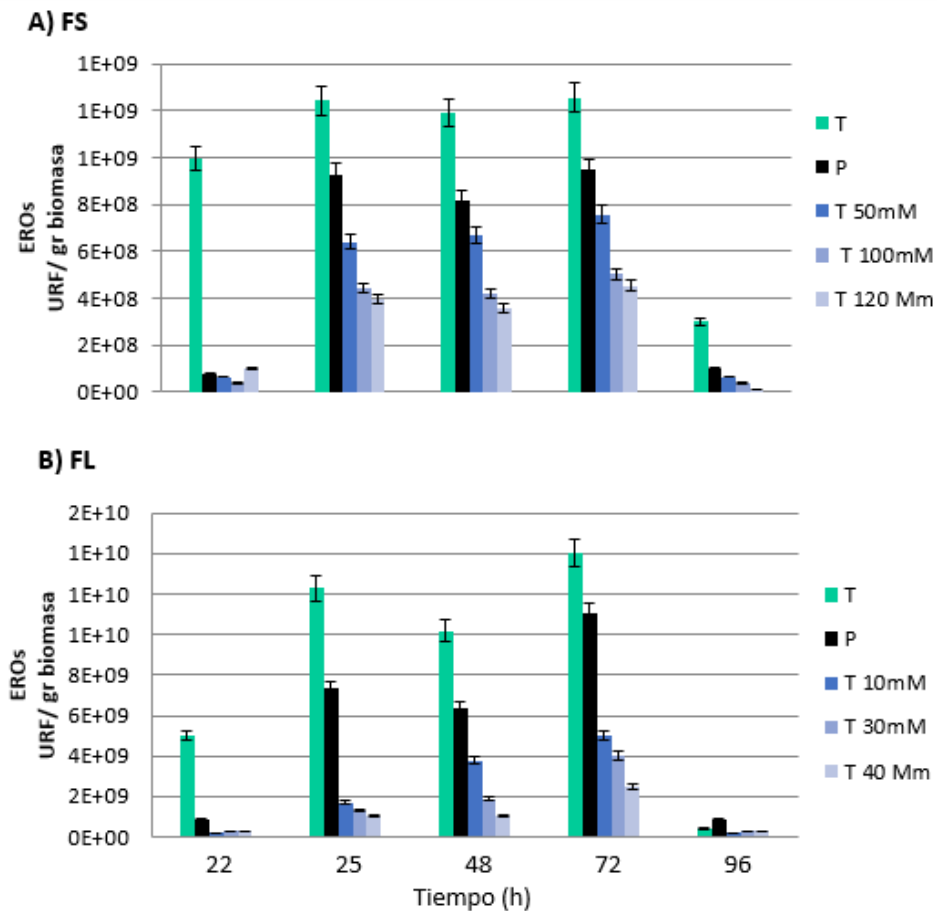 A) FS
1E+09
1E+09
1E+09
8E+08
6E+08
4E+08
2E+08
0E+00
EROs
URF/ gr biomasa
T
P
T 50mM
T 100mM
T 120 Mm
B) FL
2E+10
1E+10
1E+10
1E+10
8E+09
6E+09
4E+09
2E+09
0E+00
EROs
URF/ gr biomasa
T
P
T 10mM
T 30mM
T 40 Mm
22 25 48 72 96
Tiempo (h)